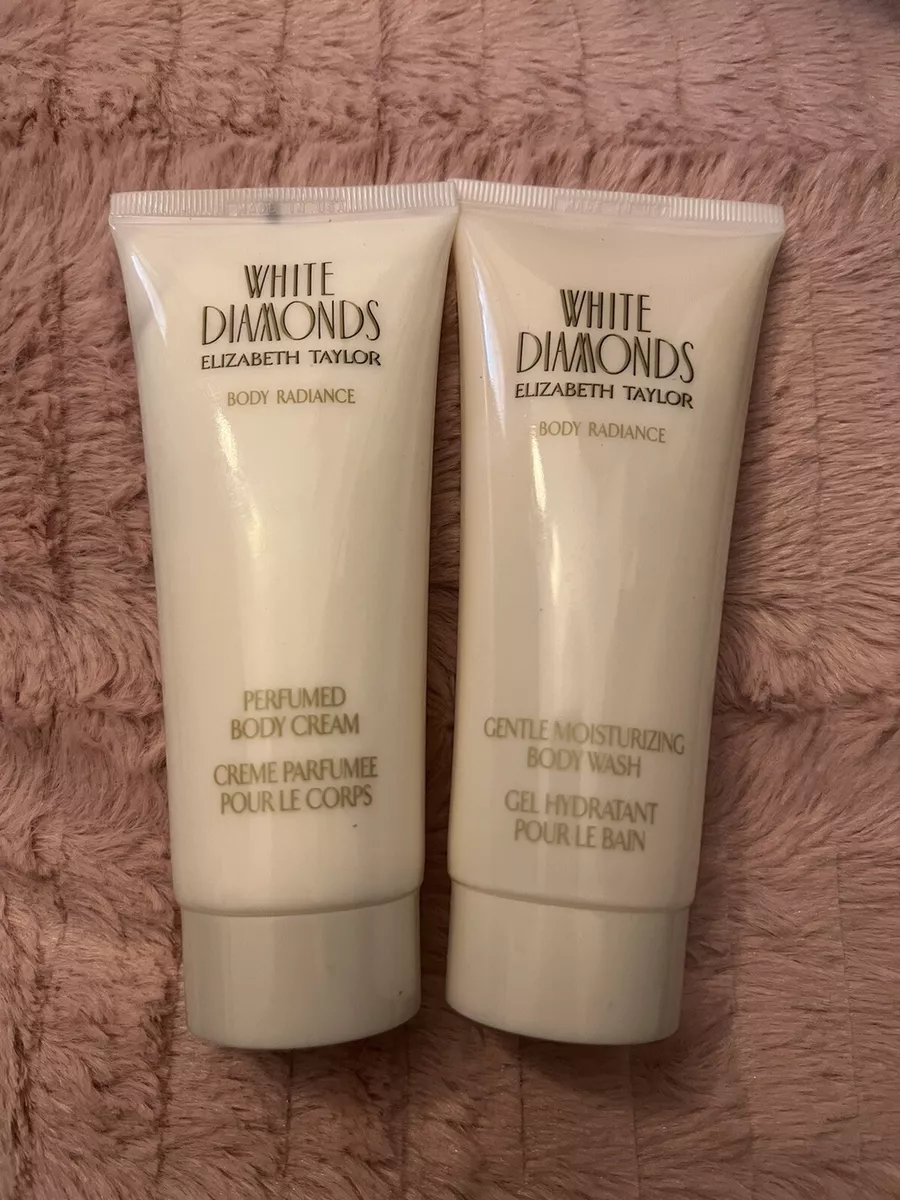 WHITE
DIAMONDS
ELIZABETH TAYLOR
BODY RADIANCE
PERFUMED
BODY CREAM
CREME PARFUMEE
POUR LE CORPS
WHITE
DIAMONDS
ELIZABETH TAYLOR
BODY RADIANCE
GENTLE MOISTURIZING
BODY WASH
GEL HYDRATANT
POUR LE BAIN